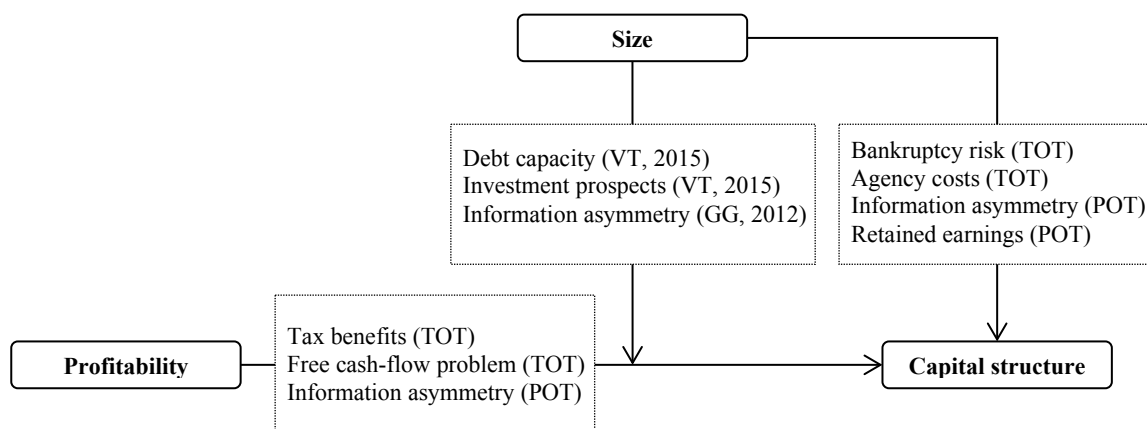 Size
Debt capacity (VT, 2015)
Investment prospects (VT, 2015)
Information asymmetry (GG, 2012)
Bankruptcy risk (TOT)
Agency costs (TOT)
Information asymmetry (POT)
Retained earnings (POT)
Profitability
Tax benefits (TOT)
Free cash-flow problem (TOT)
Information asymmetry (POT)
Capital structure